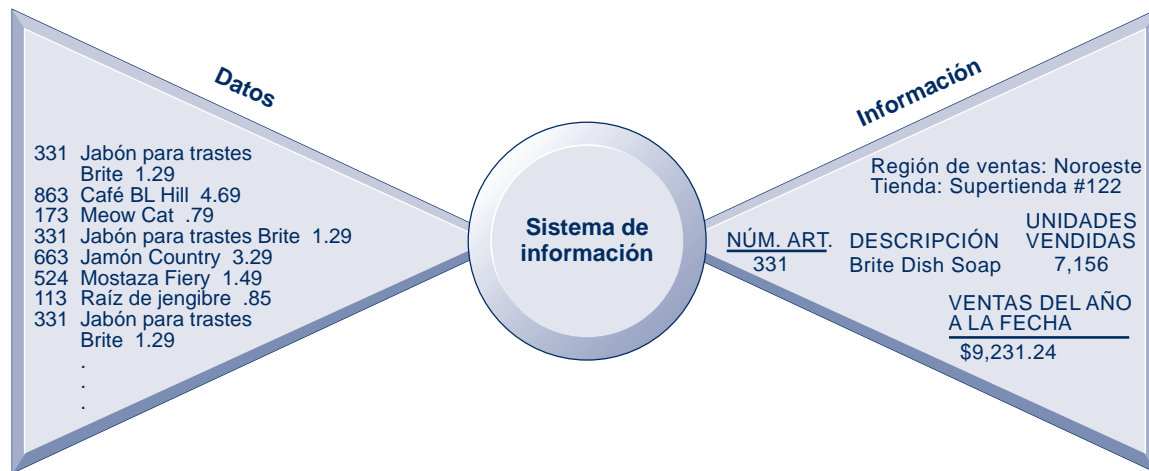 Datos
331 Jabón para trastes
Brite 1.29
863 Café BL Hill 4.69
173 Meow Cat .79
331 Jabón para trastes Brite 1.29
663 Jamón Country 3.29
524 Mostaza Fiery 1.49
113 Raíz de jengibre .85
331 Jabón para trastes
Brite 1.29
.
.
.
Sistema de
información
Información
Región de ventas: Noroeste
Tienda: Supertienda #122
NÚM. ART. DESCRIPCIÓN UNIDADES VENDIDAS
331 Brite Dish Soap 7,156
VENTAS DEL AÑO
A LA FECHA
$9,231.24